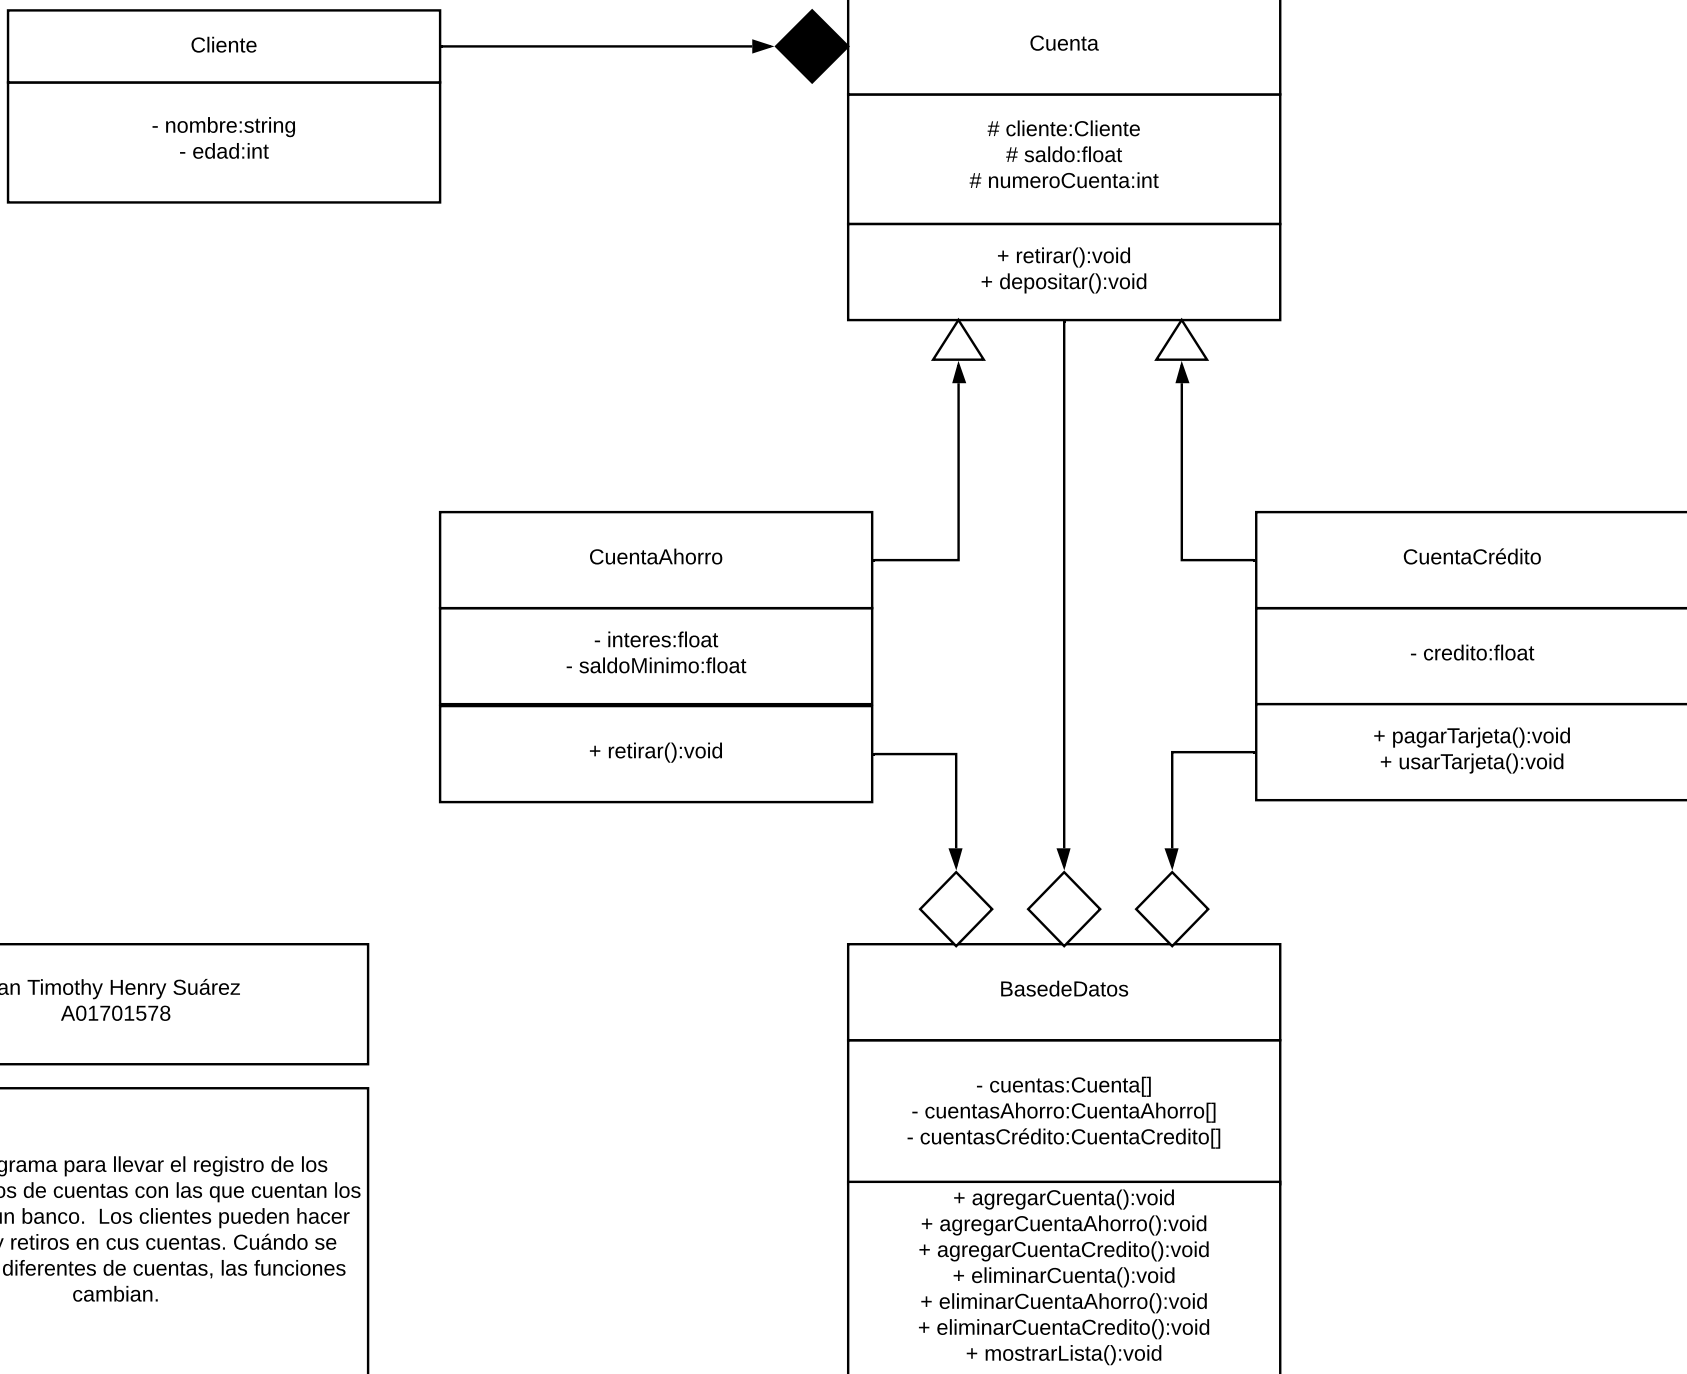 Cliente
- nombre:string
- edad:int
Cuenta
# cliente:Cliente
# saldo:float
# numeroCuenta:int
+ retirar():void
+ depositar():void
CuentaAhorro
- interes:float
- saldoMinimo:float
+ retirar():void
CuentaCrédito
- credito:float
+ pagarTarjeta():void
+ usarTarjeta():void
BasedeDatos
- cuentas:Cuenta[]
- cuentasAhorro:CuentaAhorro[]
- cuentasCrédito:CuentaCredito[]
+ agregarCuenta():void
+ agregarCuentaAhorro():void
+ agregarCuentaCredito():void
+ eliminarCuenta():void
+ eliminarCuentaAhorro():void
+ eliminarCuentaCredito():void
+ mostrarLista():void
Timothy Henry Suárez
A01701578
para llevar el registro de los
de cuentas con las que cuentan los
banco.  Los clientes pueden hacer
y retiros en cus cuentas. Cuándo se
diferentes de cuentas, las funciones
cambian.